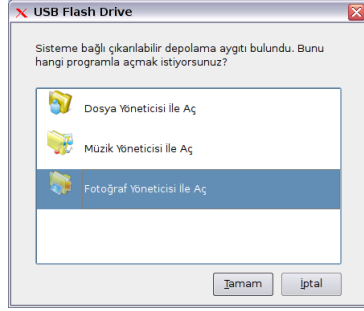 USB Flash Drive
Sisteme bağlı çıkarılabilir depolama aygıtı bulundu. Bunu
hangi programla açmak istiyorsunuz?
Dosya Yöneticisi İle Aç
Müzik Yöneticisi İle Aç
Fotoğraf Yöneticisi İle Aç
Tamam
İptal